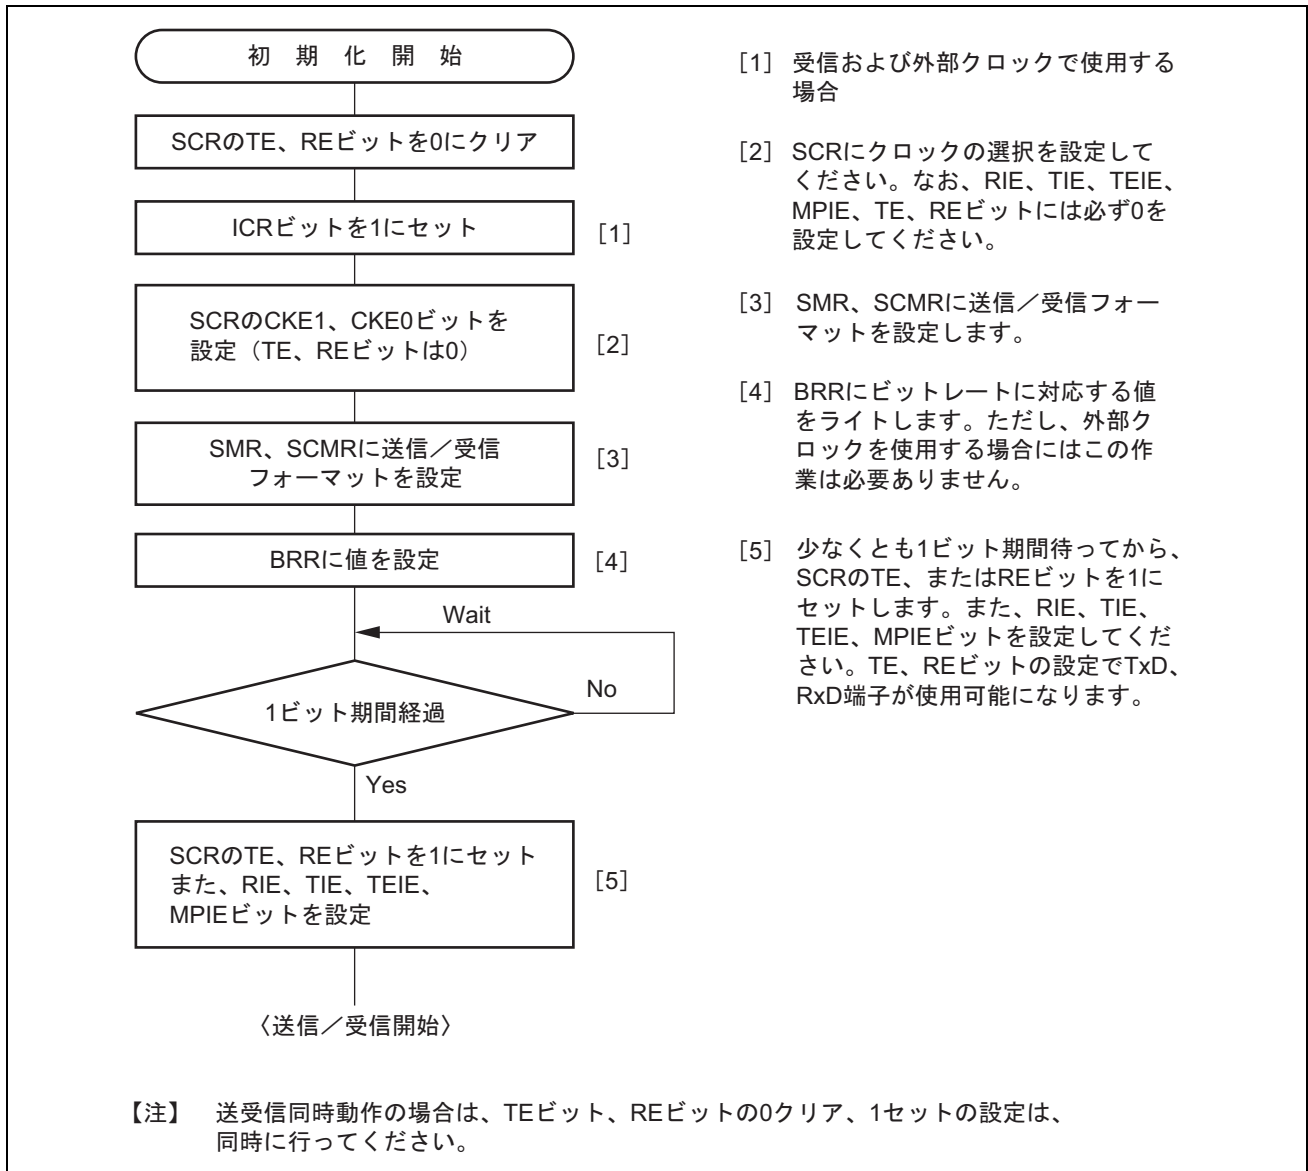 初期化開始
SCRのTE、REビットを0にクリア
ICRビットを1にセット
[1]
SCRのCKE1、CKE0ビットを
設定（TE、REビットは0）
[2]
SMR、SCMRに送信／受信
フォーマットを設定
[3]
BRRに値を設定
[4]
Wait
1ビット期間経過
No
Yes
SCRのTE、REビットを1にセット
また、RIE、TIE、TEIE、
MPIEビットを設定
[5]
〈送信／受信開始〉
[1] 受信および外部クロックで使用する
場合
[2] SCRにクロックの選択を設定して
ください。なお、RIE、TIE、TEIE、
MPIE、TE、REビットには必ず0を
設定してください。
[3] SMR、SCMRに送信／受信フォー
マットを設定します。
[4] BRRにビットレートに対応する値
をライトします。ただし、外部ク
ロックを使用する場合にはこの作
業は必要ありません。
[5] 少なくとも1ビット期間待ってから、
SCRのTE、またはREビットを1に
セットします。また、RIE、TIE、
TEIE、MPIEビットを設定してくだ
さい。TE、REビットの設定でTxD、
RxD端子が使用可能になります。
【注】 送受信同時動作の場合は、TEビット、REビットの0クリア、1セットの設定は、
同時に行ってください。